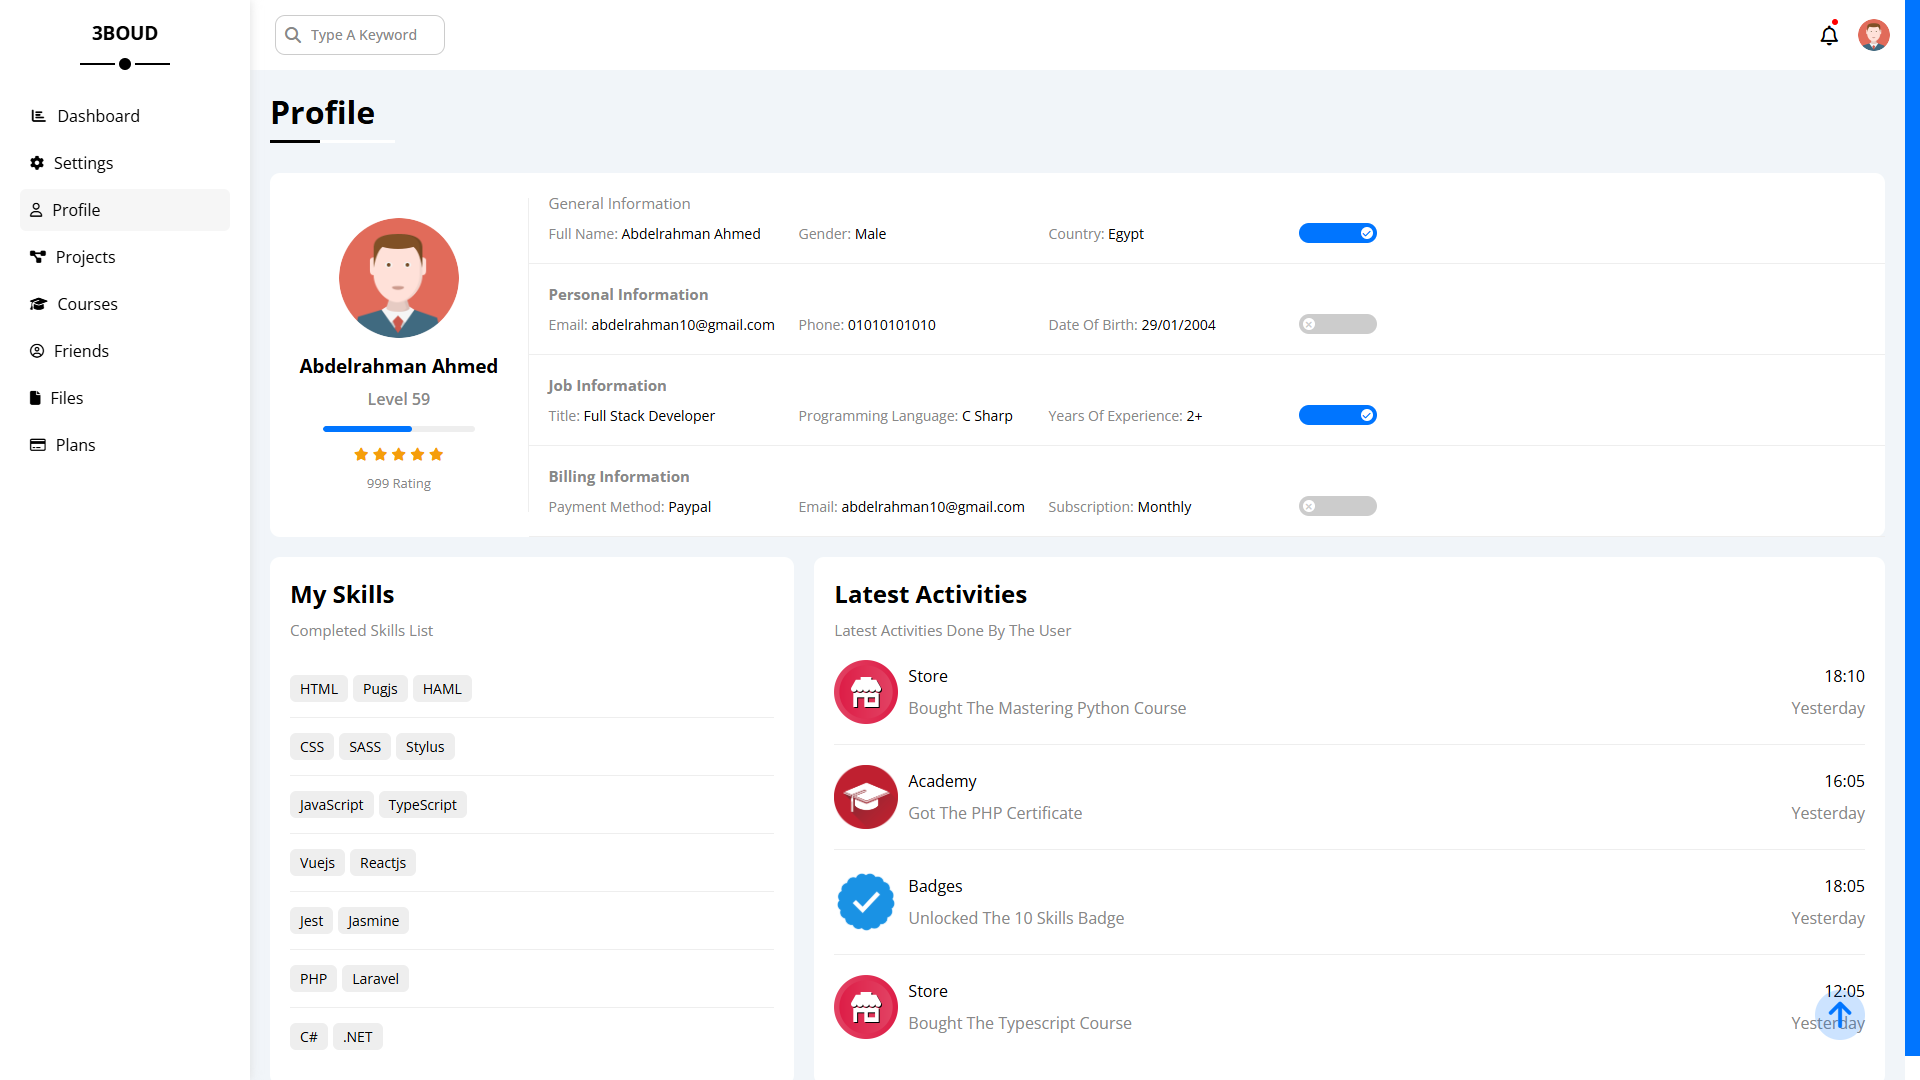 3BOUD
Type A Keyword
Dashboard
Settings
Profile
Projects
Courses
Friends
Files
Plans
Profile
Abdelrahman Ahmed
Level 59
999 Rating
General Information
Full Name: Abdelrahman Ahmed Gender: Male Country: Egypt
Personal Information
Email: abdelrahman10@gmail.com Phone: 01010101010 Date Of Birth: 29/01/2004
Job Information
Title: Full Stack Developer Programming Language: C Sharp Years Of Experience: 2+
Billing Information
Payment Method: Paypal Email: abdelrahman10@gmail.com Subscription: Monthly
My Skills
Completed Skills List
HTML Pugjs HAML
CSS SASS Stylus
JavaScript TypeScript
Vuejs Reactjs
Jest Jasmine
PHP Laravel
C# .NET
Latest Activities
Latest Activities Done By The User
Store 18:10
Bought The Mastering Python Course Yesterday
Academy 16:05
Got The PHP Certificate Yesterday
Badges 18:05
Unlocked The 10 Skills Badge Yesterday
Store 12:05
Bought The Typescript Course Yesterday